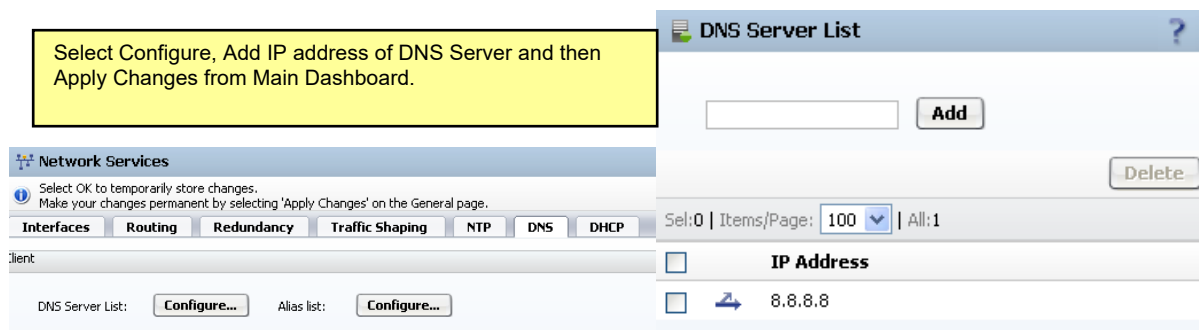 Select Configure, Add IP address of DNS Server and then
Apply Changes from Main Dashboard.
Network Services
Select OK to temporarily store changes.
Make your changes permanent by selecting 'Apply Changes' on the General page.
Interfaces Routing Redundancy Traffic Shaping NTP DNS DHCP
Client
DNS Server List: Configure... Alias list: Configure...
DNS Server List ?
Add
Delete
Sel:0 | Items/Page: 100 | All:1
IP Address
8.8.8.8